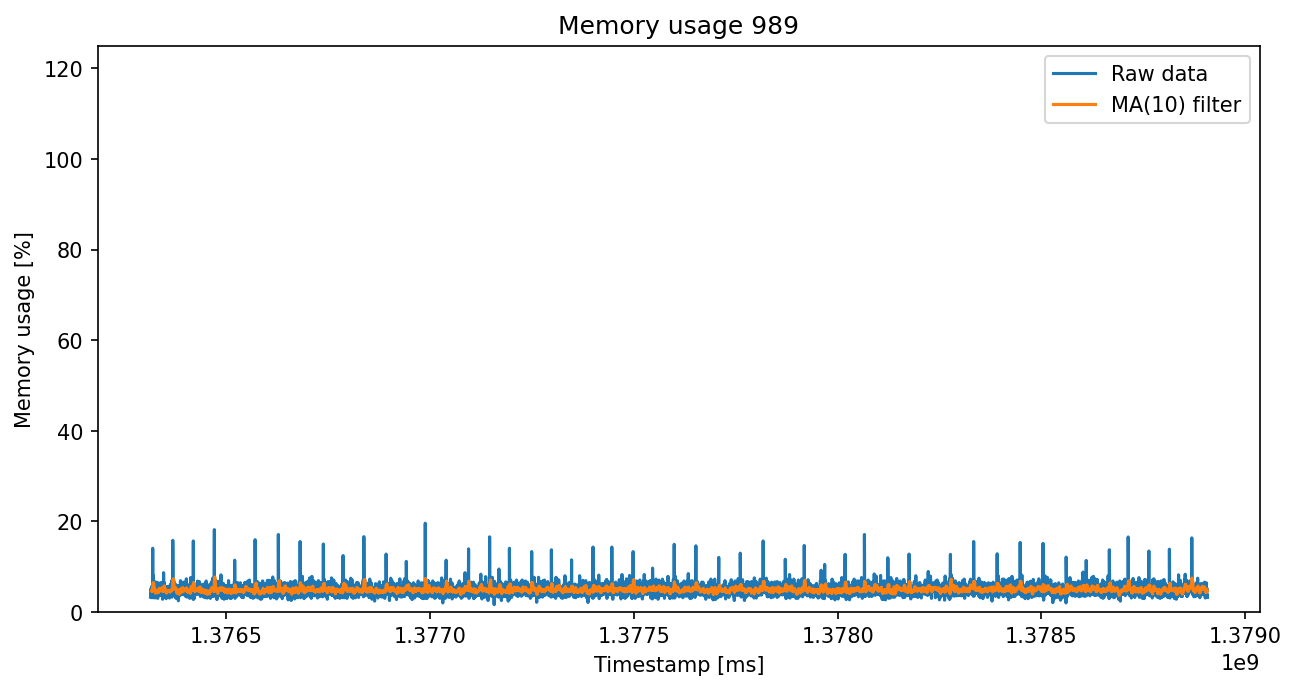 Memory usage 989
Raw data
MA(10) filter
Memory usage [%]
120
100
80
60
40
20
0
1.3765 1.3770 1.3775 1.3780 1.3785 1.3790
1e9
Timestamp [ms]